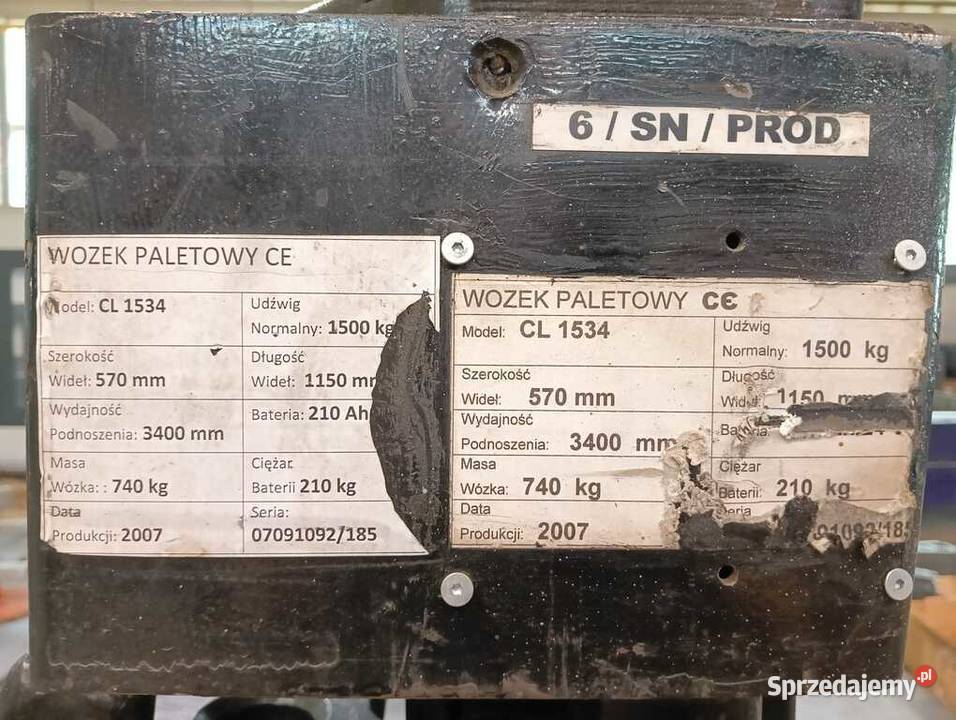 6 / SN / PROD
WOZEK PALETOWY CE
Model: CL 1534
Udźwig
Normalny: 1500 kg
Szerokość
Wideł: 570 mm
Długość
Wideł: 1150
Wydajność
Podnoszenia: 3400 mm
Bateria: 210 Ah
Masa
Wózka: : 740 kg
Ciężar
Baterii 210 kg
Data
Produkcji: 2007
Seria:
07091092/185
WOZEK PALETOWY CE
Model: CL 1534
Udźwig
Normalny: 1500 kg
Szerokość
Wideł: 570 mm
Długość
1150
Wydajność
Podnoszenia: 3400 mm
Masa
Wózka: 740 kg
Ciężar
Baterii: 210 kg
Data
Produkcji: 2007
Sprzedajemy.pl